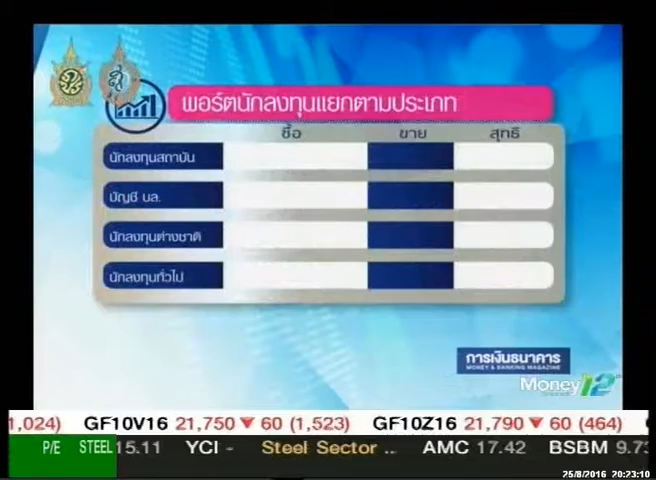 พอร์ตนักลงทุนแยกตามประเภท
ซื้อ ขาย สุทธิ
นักลงทุนสถาบัน
บัญชี บล.
นักลงทุนต่างชาติ
นักลงทุนทั่วไป
การเงินธนาคาร
MONEY & BANKING MAGAZINE
Money 12
1,024) GF10V16 21,750 ▼ 60 (1,523) GF10Z16 21,790 ▼ 60 (464)
P/E STEEL 15.11 YCI - Steel Sector .. AMC 17.42 BSBM 9.73
25/8/2016 20:23:10